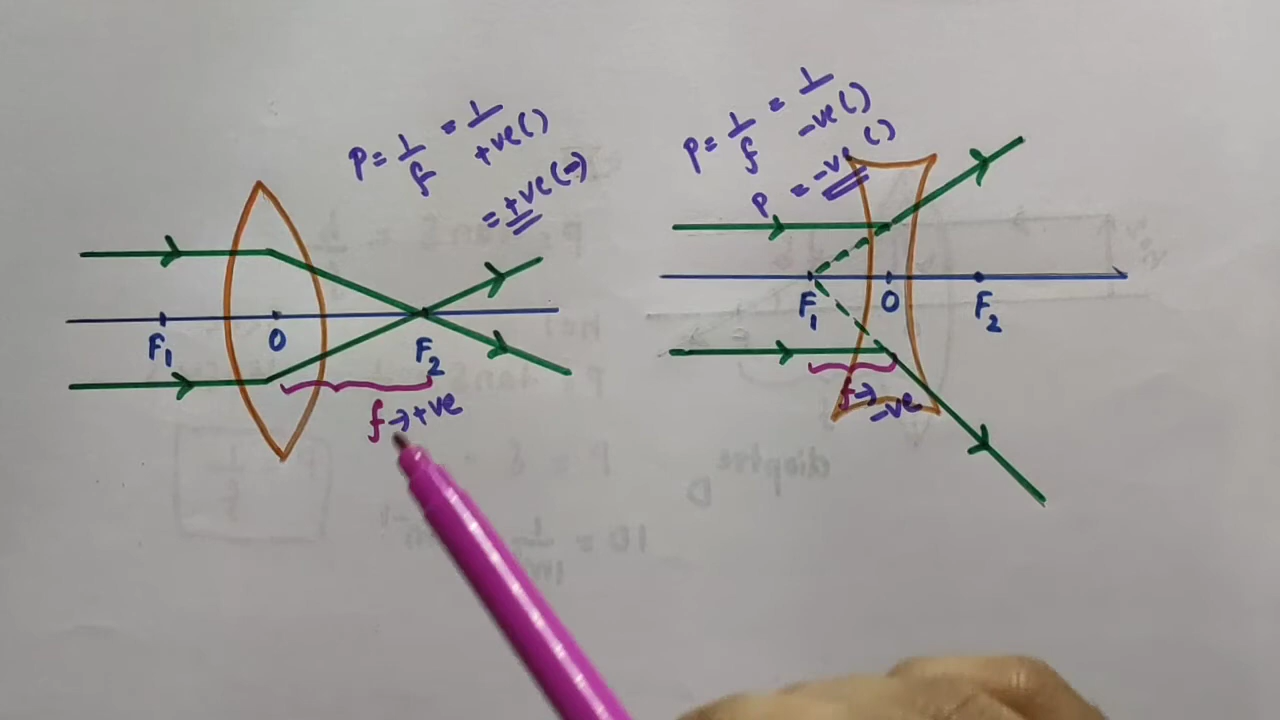 P = 1/f = 1/+ve()
= +ve(-)
F₁ O F₂
f → +ve
P = 1/f = 1/-ve()
P = -ve ()
F₁ O F₂
f → -ve